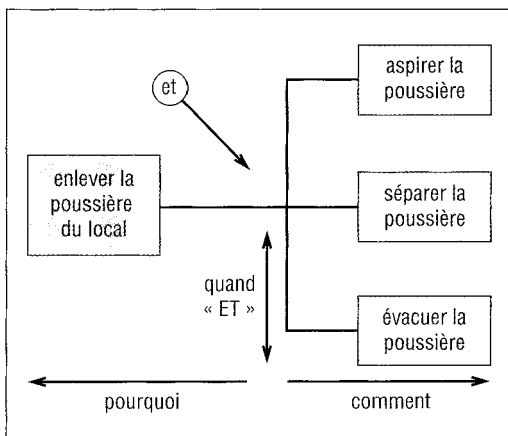 aspirer la
poussière
et
enlever la
poussière
du local
séparer la
poussière
quand
« ET »
évacuer la
poussière
pourquoi
comment